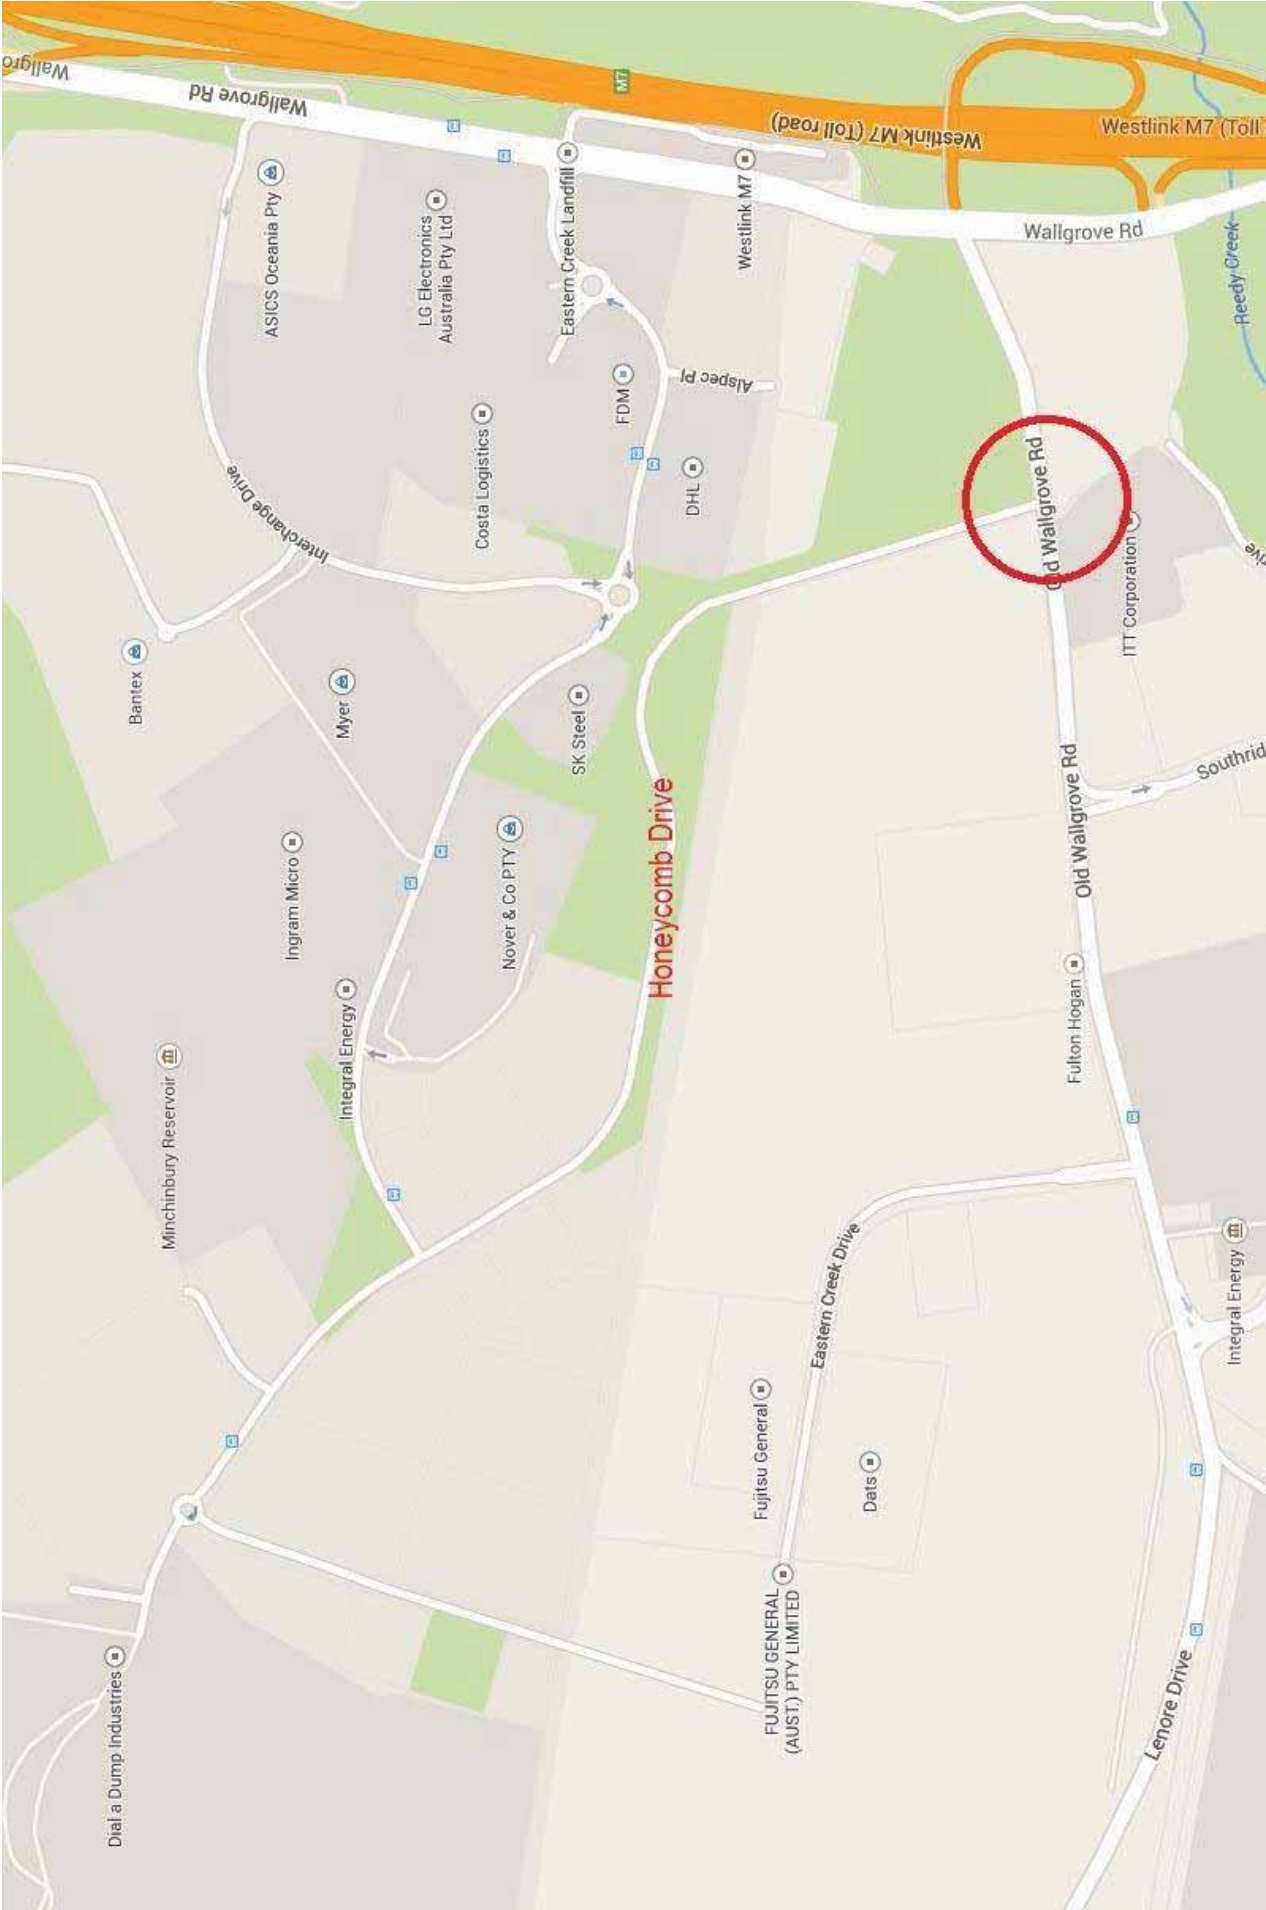 Wallgro
Wallgrove Rd
M7
Westlink M7 (Toll road)
Westlink M7 (Toll
ASICS Oceania Pty
LG Electronics
Australia Pty Ltd
Eastern Creek Landfill
Westlink M7
Wallgrove Rd
Reedy Creek
Costa Logistics
FDM
Alspec Pl
DHL
Interchange Drive
Old Wallgrove Rd
ITT Corporation
rive
Bantex
Myer
SK Steel
Honeycomb Drive
Old Wallgrove Rd
Southrid
Ingram Micro
Nover & Co PTY
Integral Energy
Fulton Hogan
Minchinbury Reservoir
Eastern Creek Drive
Integral Energy
Fujitsu General
Dats
FUJITSU GENERAL
(AUST.) PTY LIMITED
Dial a Dump Industries
Lenore Drive